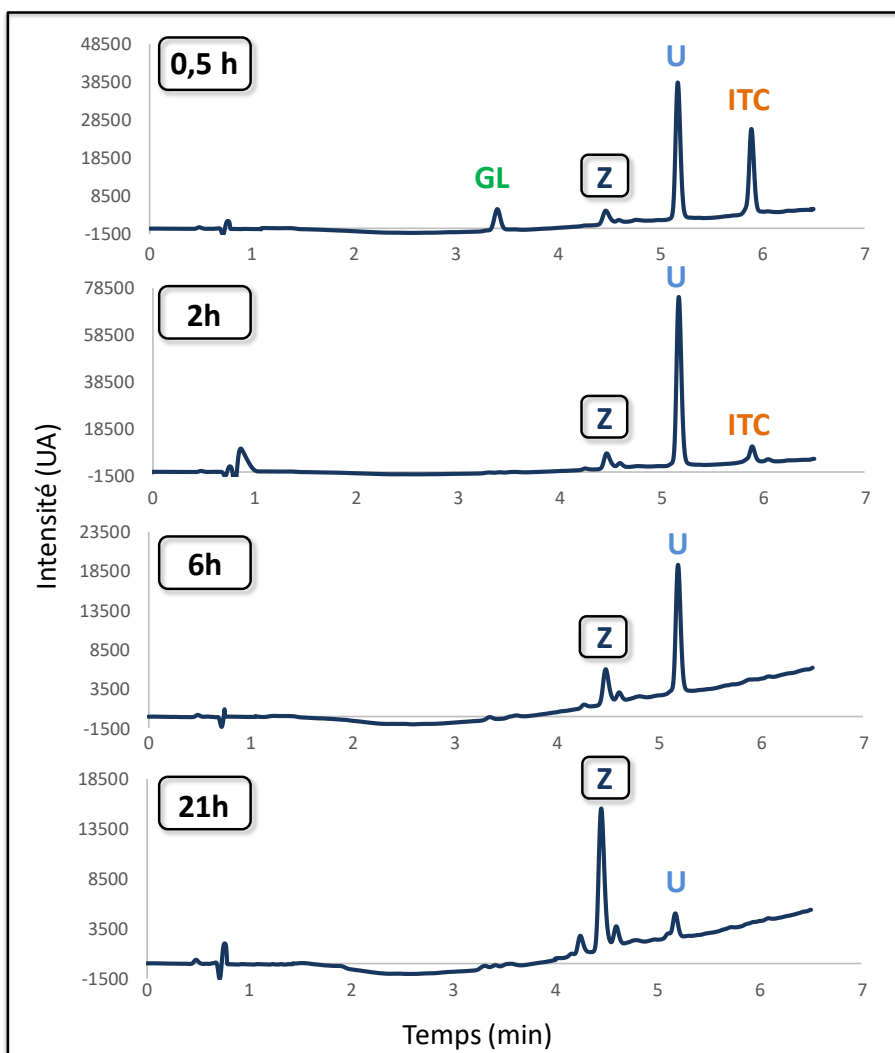 0,5 h
48500
38500
28500
18500
8500
-1500
GL
Z
U
ITC
0 1 2 3 4 5 6 7
2h
78500
58500
38500
18500
-1500
Z
U
ITC
0 1 2 3 4 5 6 7
Intensité (UA)
6h
23500
18500
13500
8500
3500
-1500
Z
U
0 1 2 3 4 5 6 7
21h
18500
13500
8500
3500
-1500
Z
U
0 1 2 3 4 5 6 7
Temps (min)